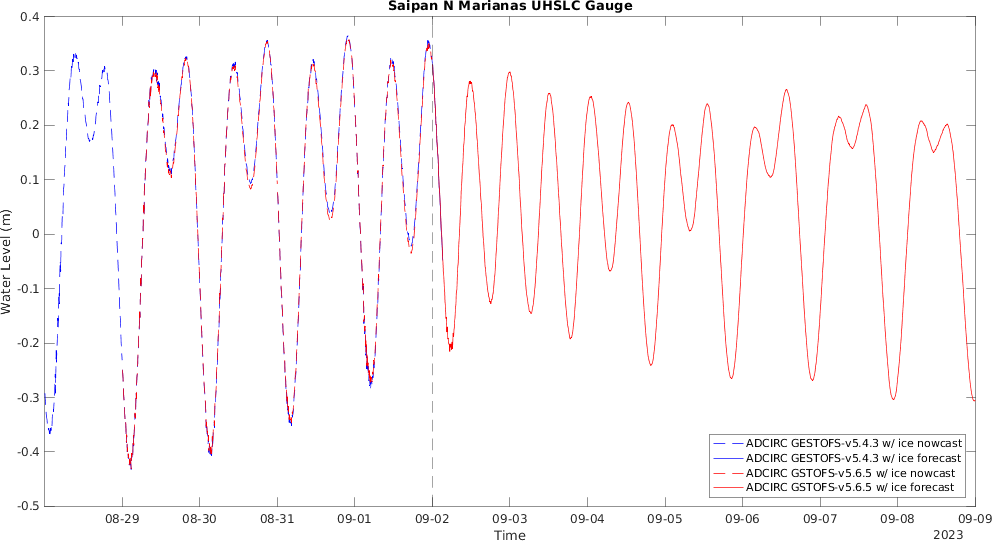 Saipan N Marianas UHSLC Gauge
0.4
0.3
0.2
0.1
0
-0.1
-0.2
-0.3
-0.4
-0.5
Water Level (m)
ADCIRC GESTOFS-v5.4.3 w/ ice nowcast
ADCIRC GESTOFS-v5.4.3 w/ ice forecast
ADCIRC GSTOFS-v5.6.5 w/ ice nowcast
ADCIRC GSTOFS-v5.6.5 w/ ice forecast
08-29 08-30 08-31 09-01 09-02 09-03 09-04 09-05 09-06 09-07 09-08 09-09
Time
2023